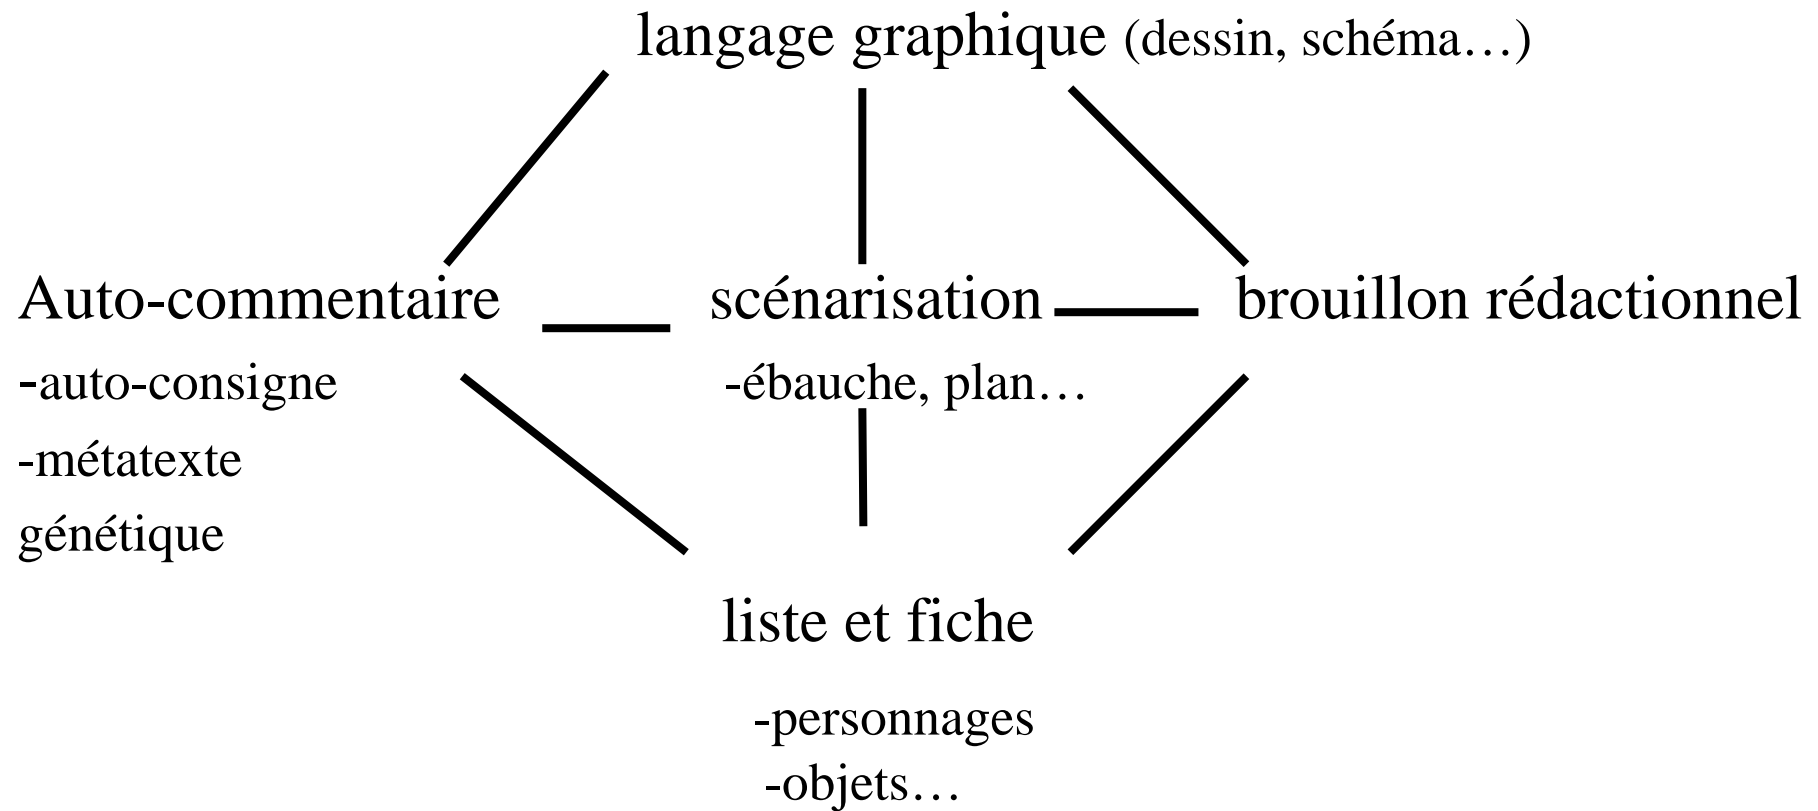 langage graphique (dessin, schéma…)
Auto-commentaire scénarisation brouillon rédactionnel
-auto-consigne -ébauche, plan…
-métatexte
génétique
liste et fiche
-personnages
-objets…